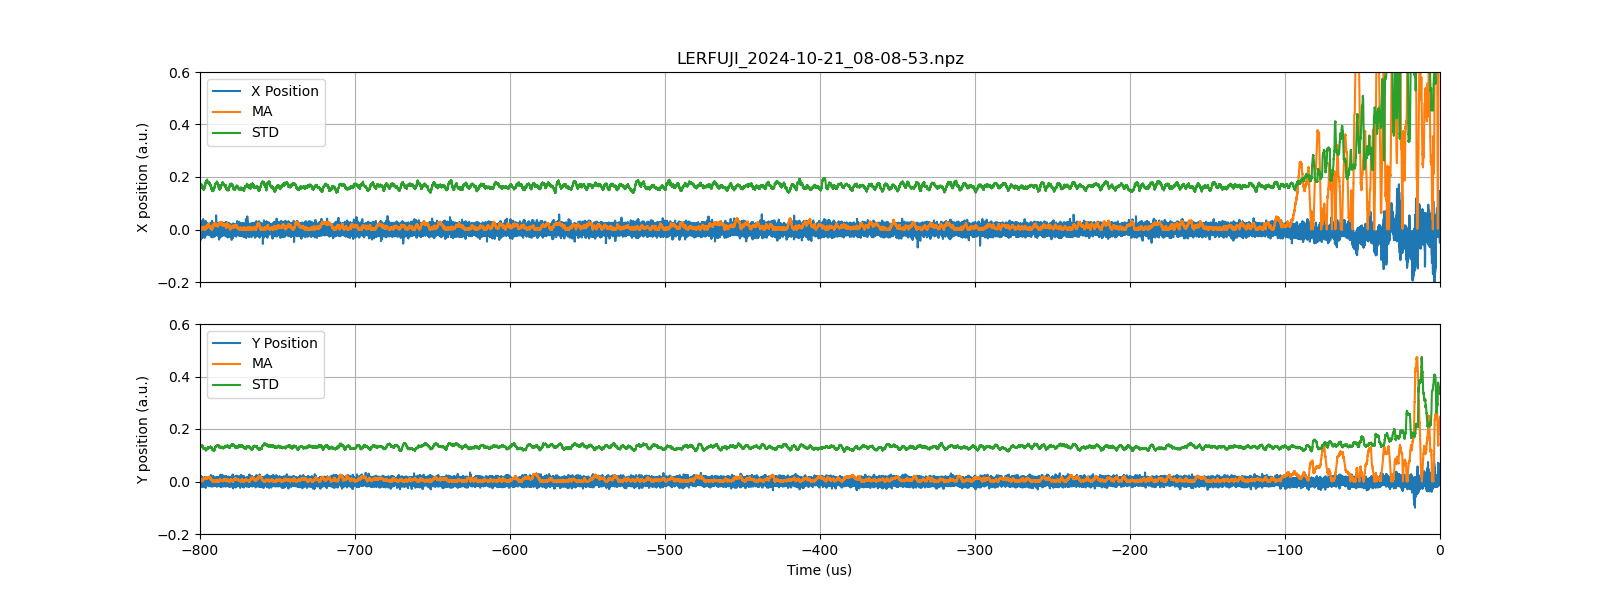 LERFUJI_2024-10-21_08-08-53.npz
0.6
0.4
0.2
0.0
−0.2
X position (a.u.)
X Position
MA
STD
0.6
0.4
0.2
0.0
−0.2
Y position (a.u.)
Y Position
MA
STD
−800 −700 −600 −500 −400 −300 −200 −100 0
Time (us)